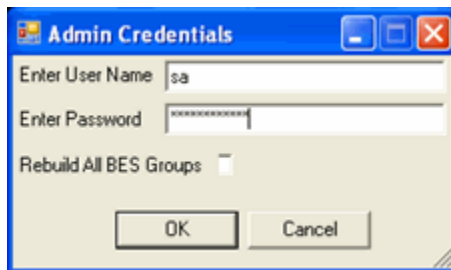 Admin Credentials
Enter User Name sa
Enter Password ************
Rebuild All BES Groups
OK Cancel